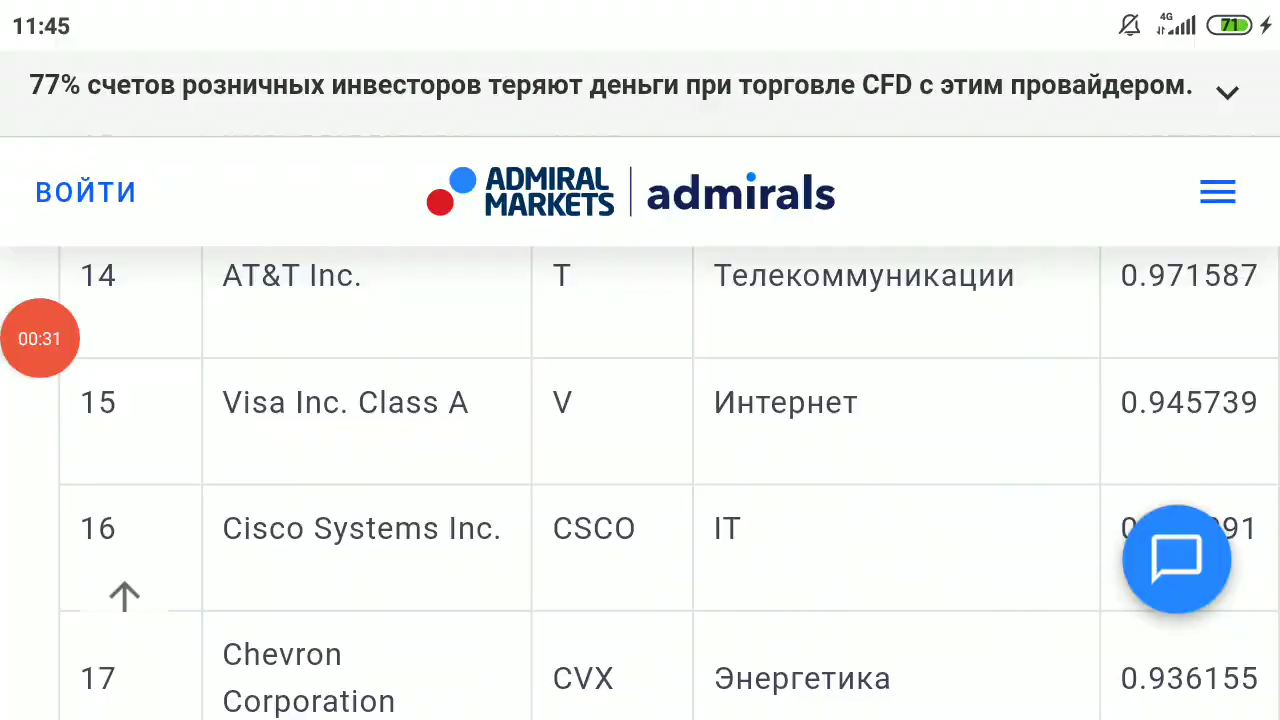 11:45
4G
71
77% счетов розничных инвесторов теряют деньги при торговле CFD с этим провайдером.
ВОЙТИ
ADMIRAL
MARKETS
admirals
14 AT&T Inc. T Телекоммуникации 0.971587
00:31
15 Visa Inc. Class A V Интернет 0.945739
16 Cisco Systems Inc. CSCO IT
17 Chevron Corporation CVX Энергетика 0.936155